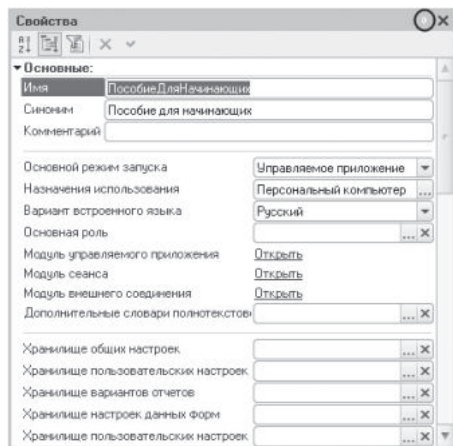 Свойства
Основные:
Имя ПособиеДляНачинающих
Синоним Пособие для начинающих
Комментарий
Основной режим запуска Управляемое приложение
Назначения использования Персональный компьютер ...
Вариант встроенного языка Русский
Основная роль ...
Модуль управляемого приложения Открыть
Модуль сеанса Открыть
Модуль внешнего соединения Открыть
Дополнительные словари полнотекстов ...
Хранилище общих настроек ...
Хранилище пользовательских настроек ...
Хранилище вариантов отчетов ...
Хранилище настроек данных форм ...
Хранилище пользовательских настроек ...